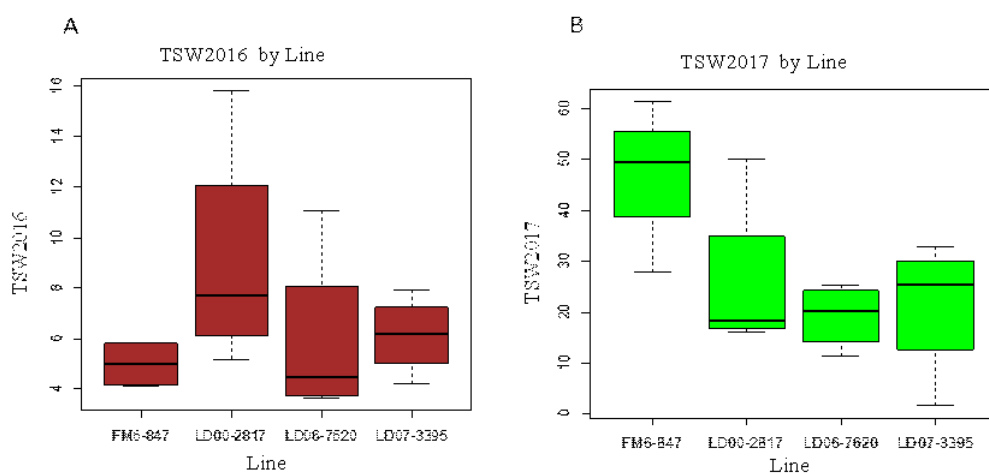 A
TSW2016 by Line
TSW2016
16
14
12
10
8
6
4
FM6-847
LD00-2817
LD06-7620
LD07-3395
Line
B
TSW2017 by Line
TSW2017
60
50
40
30
20
10
0
FM6-847
LD00-2817
LD06-7620
LD07-3395
Line